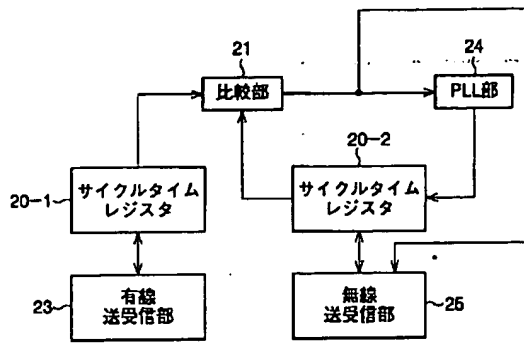 21
比較部
24
PLL部
20-2
サイクルタイム
レジスタ
20-1
サイクルタイム
レジスタ
23
有線
送受信部
無線
送受信部
25